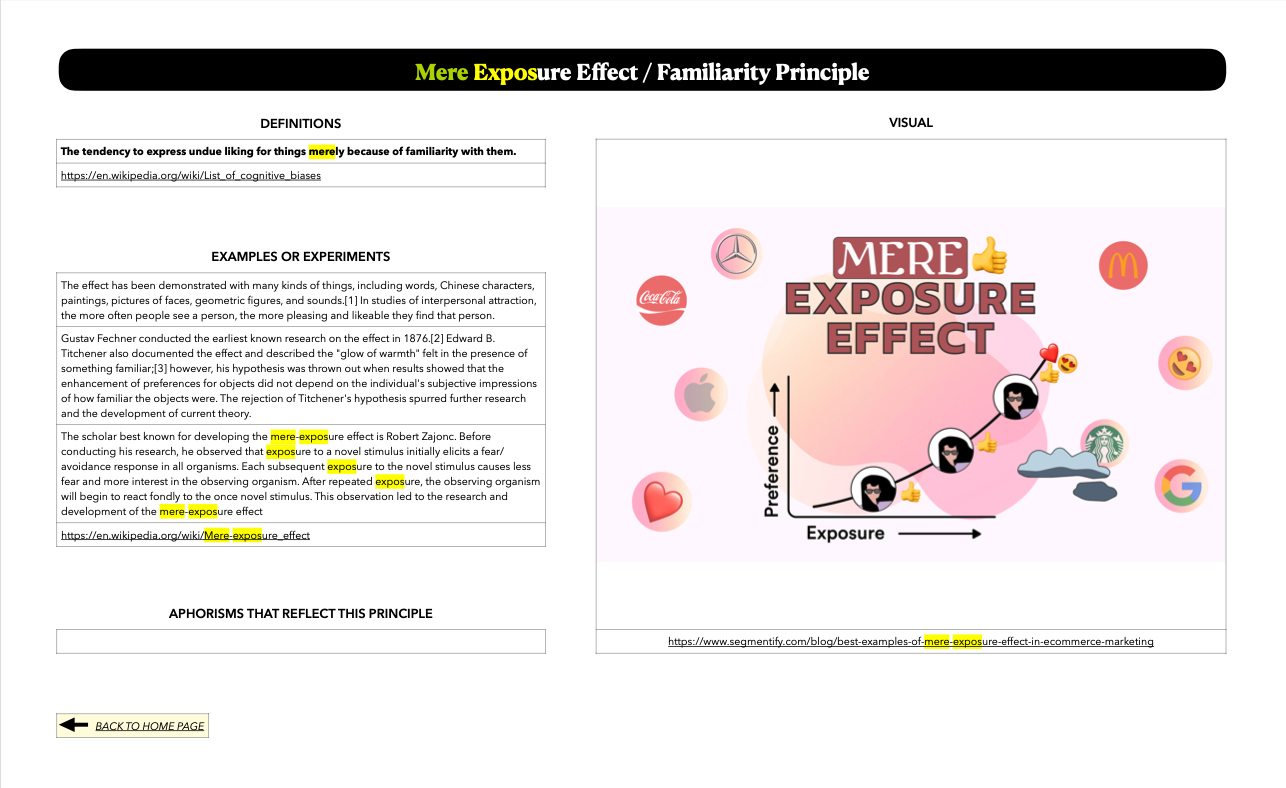 Mere Exposure Effect / Familiarity Principle
DEFINITIONS
The tendency to express undue liking for things merely because of familiarity with them.
https://en.wikipedia.org/wiki/List_of_cognitive_biases
EXAMPLES OR EXPERIMENTS
The effect has been demonstrated with many kinds of things, including words, Chinese characters,
paintings, pictures of faces, geometric figures, and sounds.[1] In studies of interpersonal attraction,
the more often people see a person, the more pleasing and likeable they find that person.
Gustav Fechner conducted the earliest known research on the effect in 1876.[2] Edward B.
Titchener also documented the effect and described the "glow of warmth" felt in the presence of
something familiar;[3] however, his hypothesis was thrown out when results showed that the
enhancement of preferences for objects did not depend on the individual's subjective impressions
of how familiar the objects were. The rejection of Titchener's hypothesis spurred further research
and the development of current theory.
The scholar best known for developing the mere-exposure effect is Robert Zajonc. Before
conducting his research, he observed that exposure to a novel stimulus initially elicits a fear/
avoidance response in all organisms. Each subsequent exposure to the novel stimulus causes less
fear and more interest in the observing organism. After repeated exposure, the observing organism
will begin to react fondly to the once novel stimulus. This observation led to the research and
development of the mere-exposure effect
https://en.wikipedia.org/wiki/Mere-exposure_effect
APHORISMS THAT REFLECT THIS PRINCIPLE
BACK TO HOME PAGE
VISUAL
MERE
EXPOSURE
EFFECT
Coca-Cola
Preference
Exposure
https://www.segmentify.com/blog/best-examples-of-mere-exposure-effect-in-ecommerce-marketing